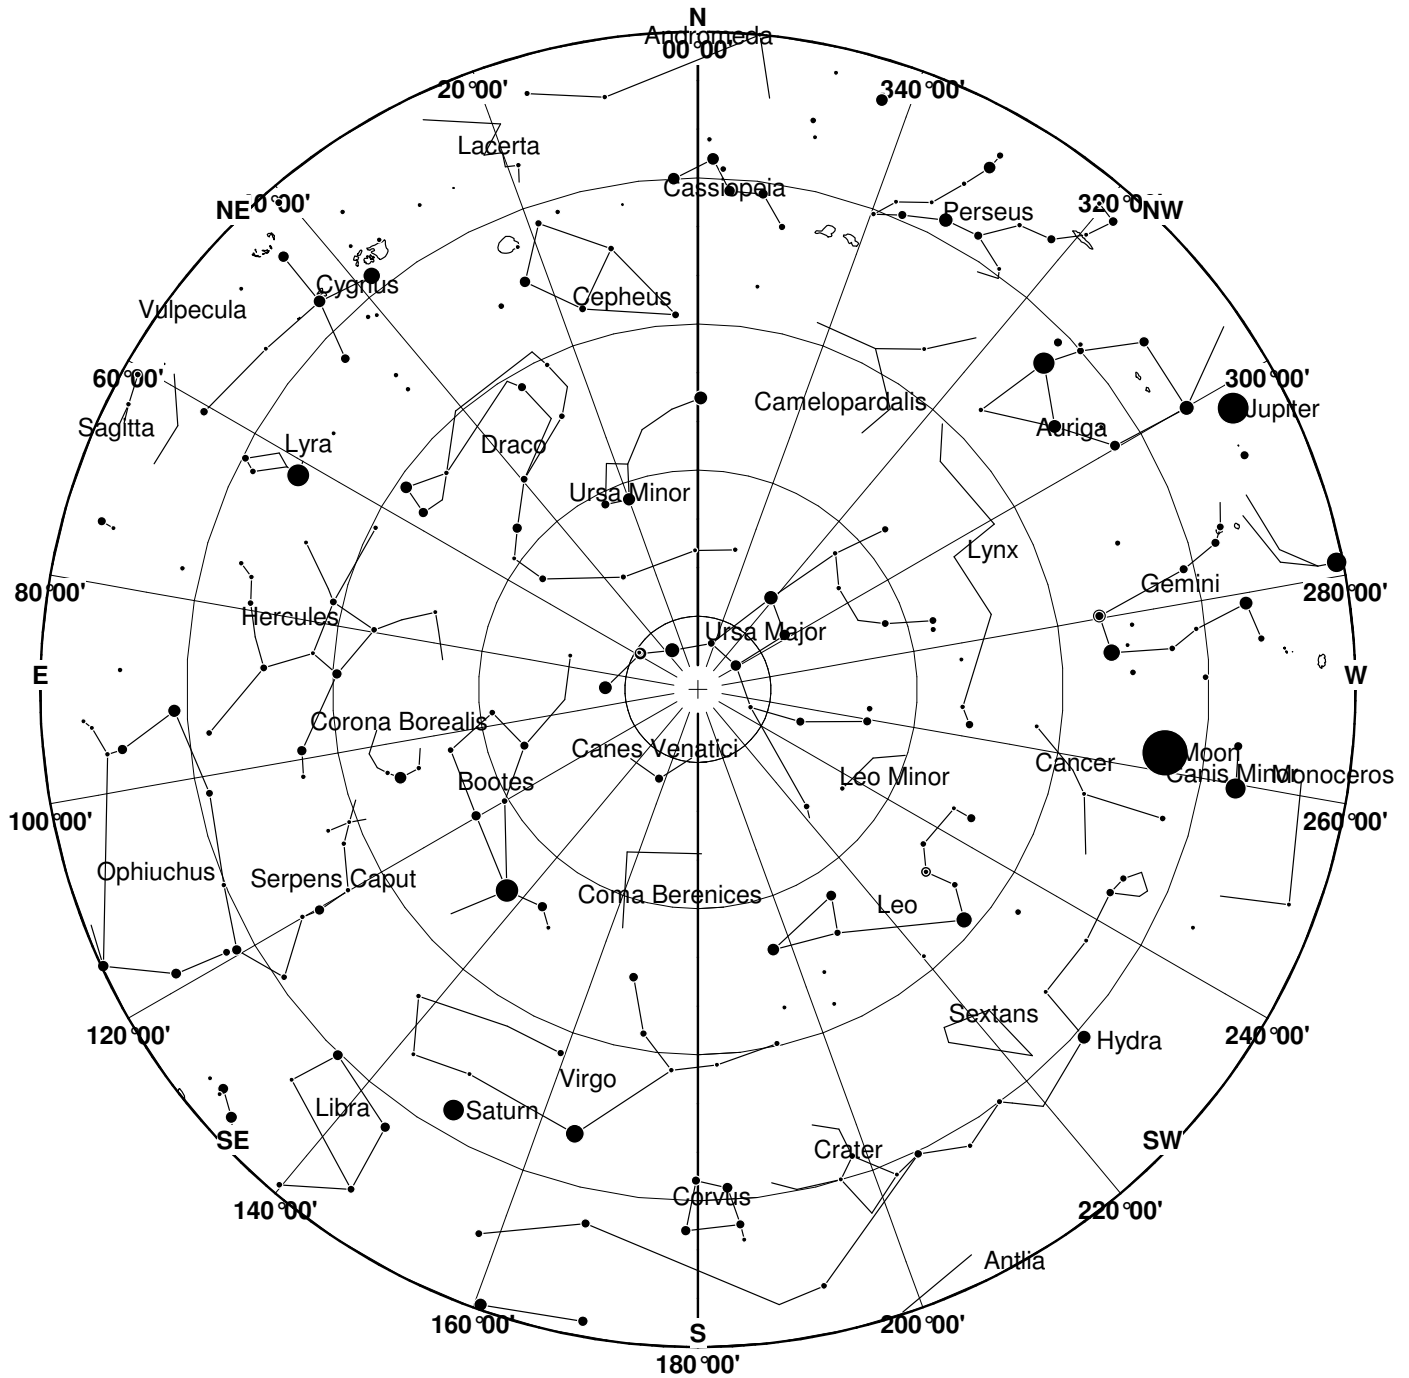 N
Andromeda
00°00'
20°00'
340°00'
Lacerta
Cassiopeia
NE
0°00'
Perseus
320°0
NW
Cygnus
Cepheus
Vulpecula
60°00'
300°00'
Camelopardalis
Jupiter
Sagitta
Auriga
Lyra
Draco
Ursa Minor
Lynx
80°00'
Gemini
280°00'
Hercules
Ursa Major
E
W
Corona Borealis
Canes Venatici
Moon
Cancer
Canis Minor
Monoceros
Bootes
Leo Minor
100°00'
260°00'
Ophiuchus
Serpens Caput
Coma Berenices
Leo
Sextans
120°00'
240°00'
Hydra
Virgo
Libra
Saturn
SE
SW
Crater
Corvus
140°00'
220°00'
Antlia
160°00'
200°00'
S
180°00'